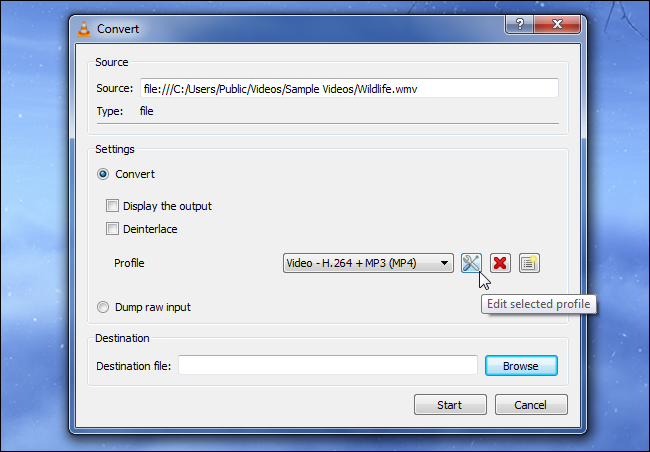 Convert
Source
Source: file:///C:/Users/Public/Videos/Sample Videos/Wildlife.wmv
Type: file
Settings
Convert
Display the output
Deinterlace
Profile Video - H.264 + MP3 (MP4)
Edit selected profile
Dump raw input
Destination
Destination file: Browse
Start Cancel